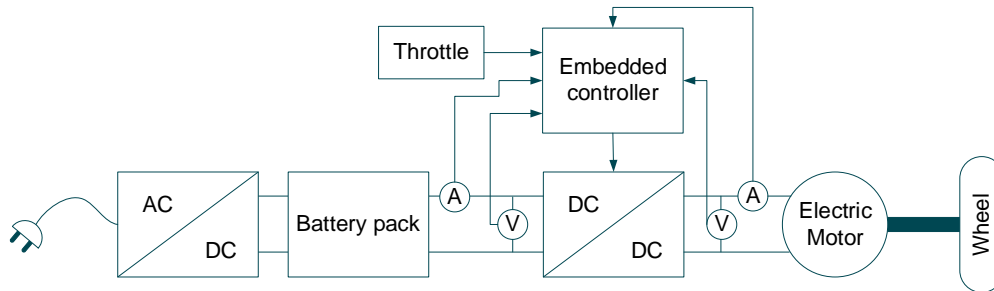 Throttle
Embedded
controller
AC
DC
Battery pack
A
V
DC
DC
V
A
Electric
Motor
Wheel